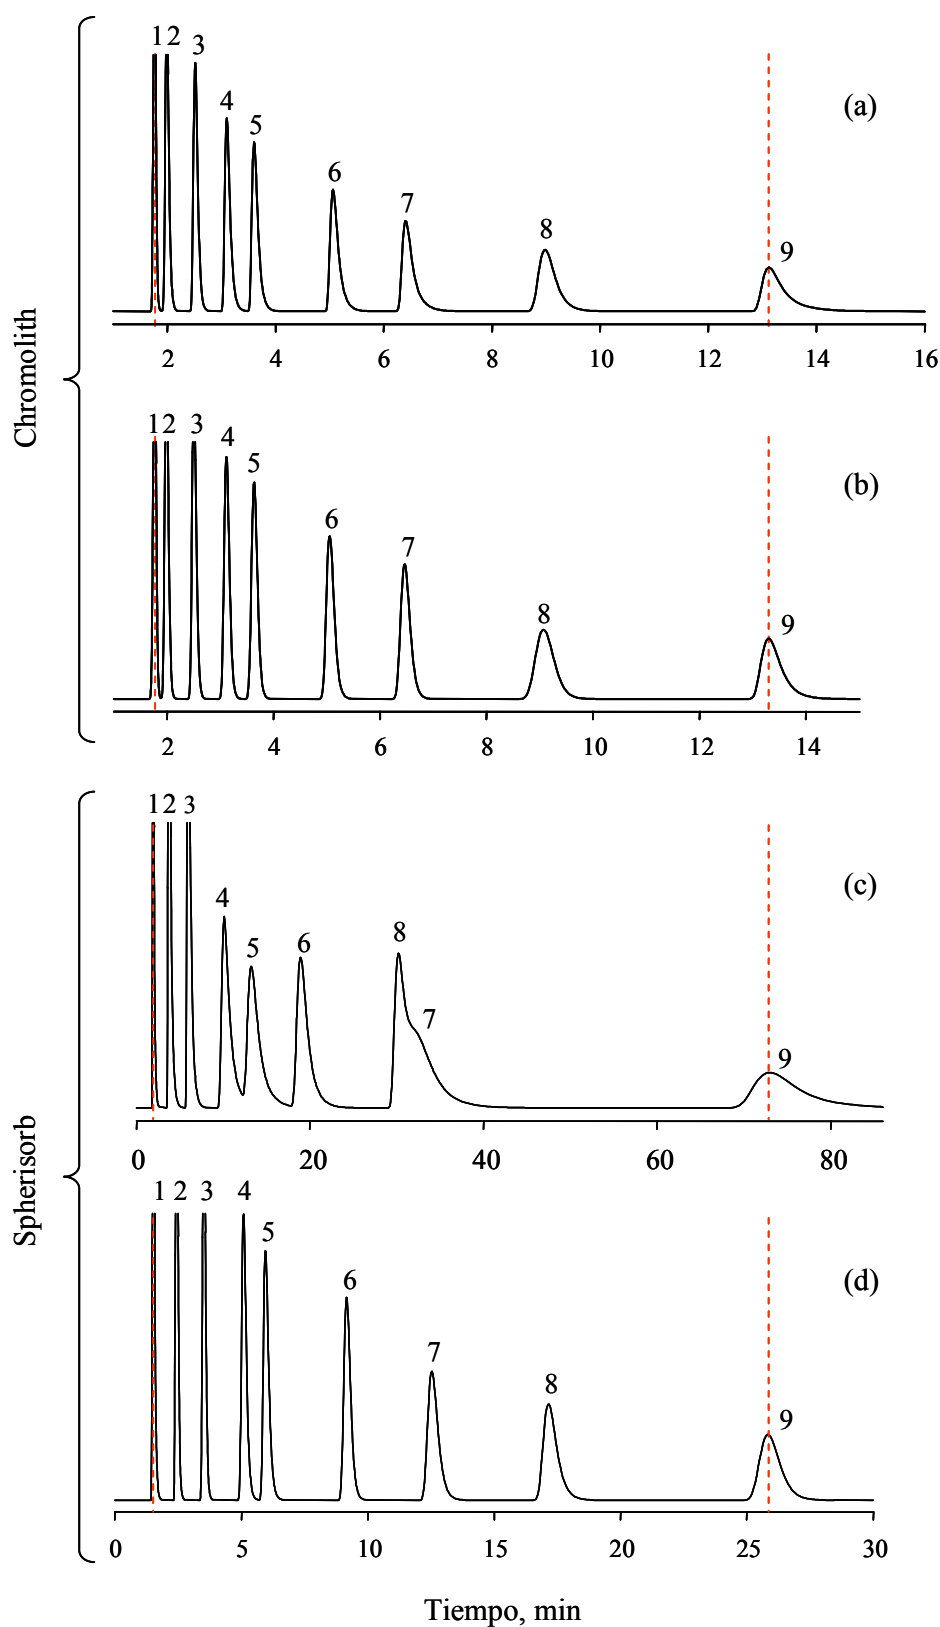 Chromolith
1 2 3 4 5 6 7 8 9
(a)
2 4 6 8 10 12 14 16
1 2 3 4 5 6 7 8 9
(b)
2 4 6 8 10 12 14
Spherisorb
1 2 3 4 5 6 8 7 9
(c)
0 20 40 60 80
1 2 3 4 5 6 7 8 9
(d)
0 5 10 15 20 25 30
Tiempo, min